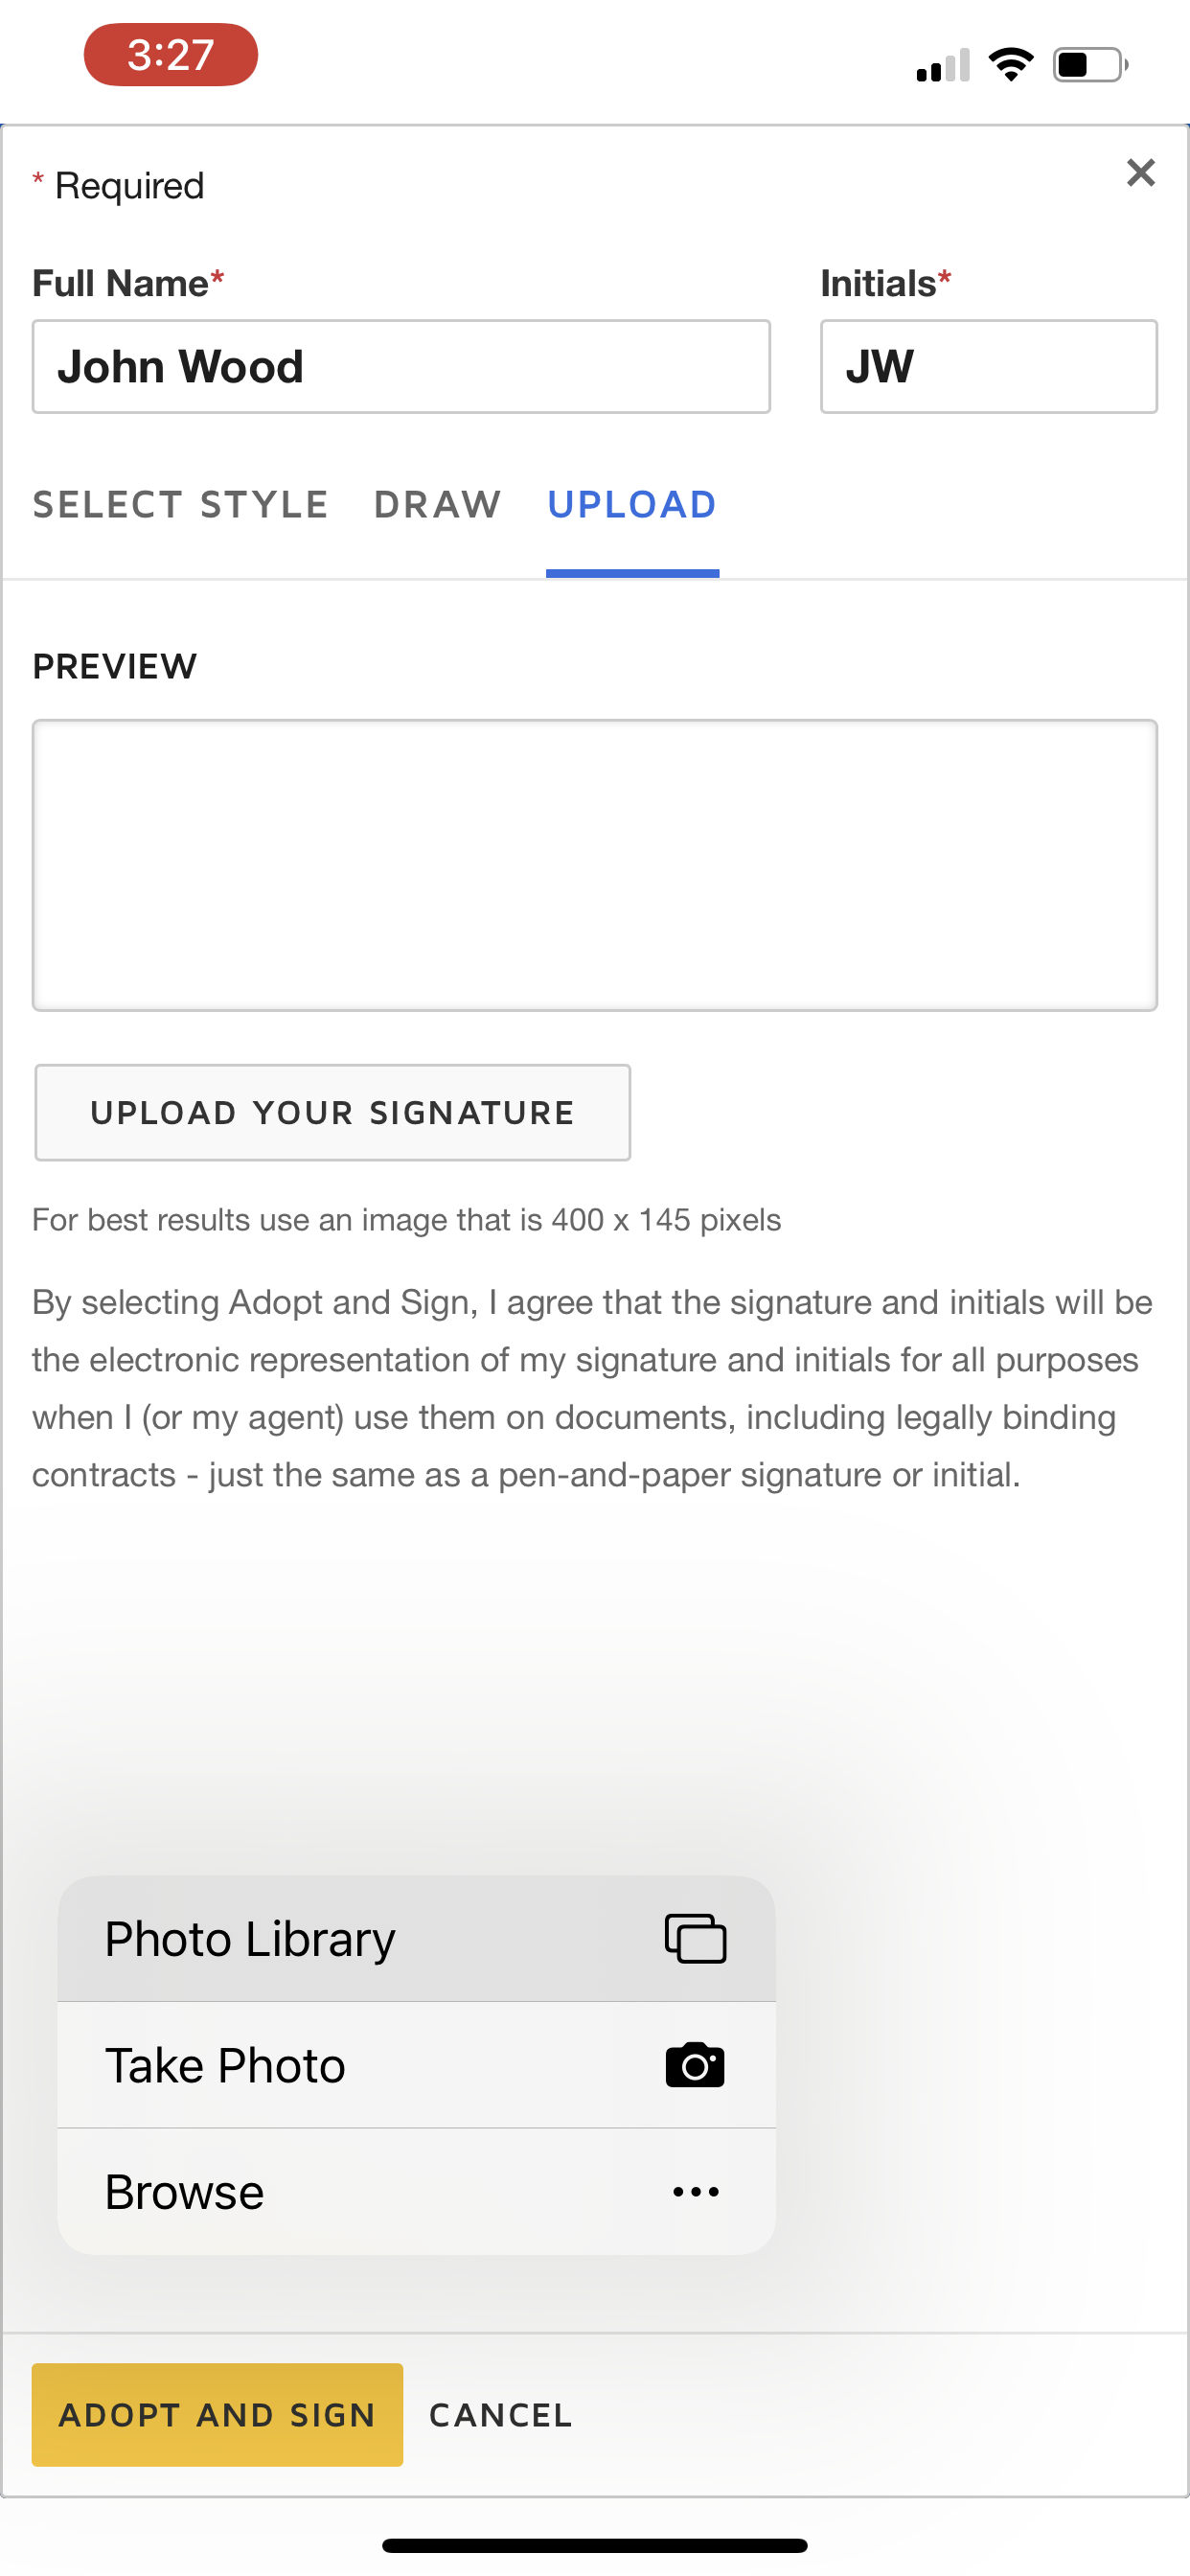 3:27
* Required
Full Name* Initials*
John Wood JW
SELECT STYLE DRAW UPLOAD
PREVIEW
UPLOAD YOUR SIGNATURE
For best results use an image that is 400 x 145 pixels
By selecting Adopt and Sign, I agree that the signature and initials will be
the electronic representation of my signature and initials for all purposes
when I (or my agent) use them on documents, including legally binding
contracts - just the same as a pen-and-paper signature or initial.
Photo Library
Take Photo
Browse
ADOPT AND SIGN CANCEL